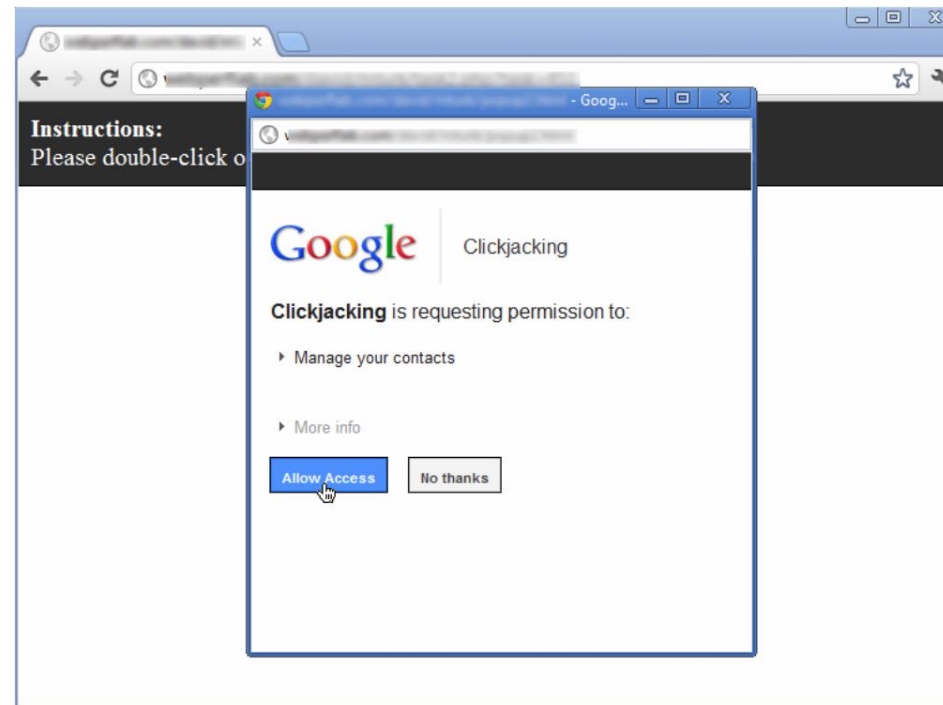 - Goog...
Instructions:
Please double-click o
Google
Clickjacking
Clickjacking is requesting permission to:
Manage your contacts
More info
Allow Access
No thanks